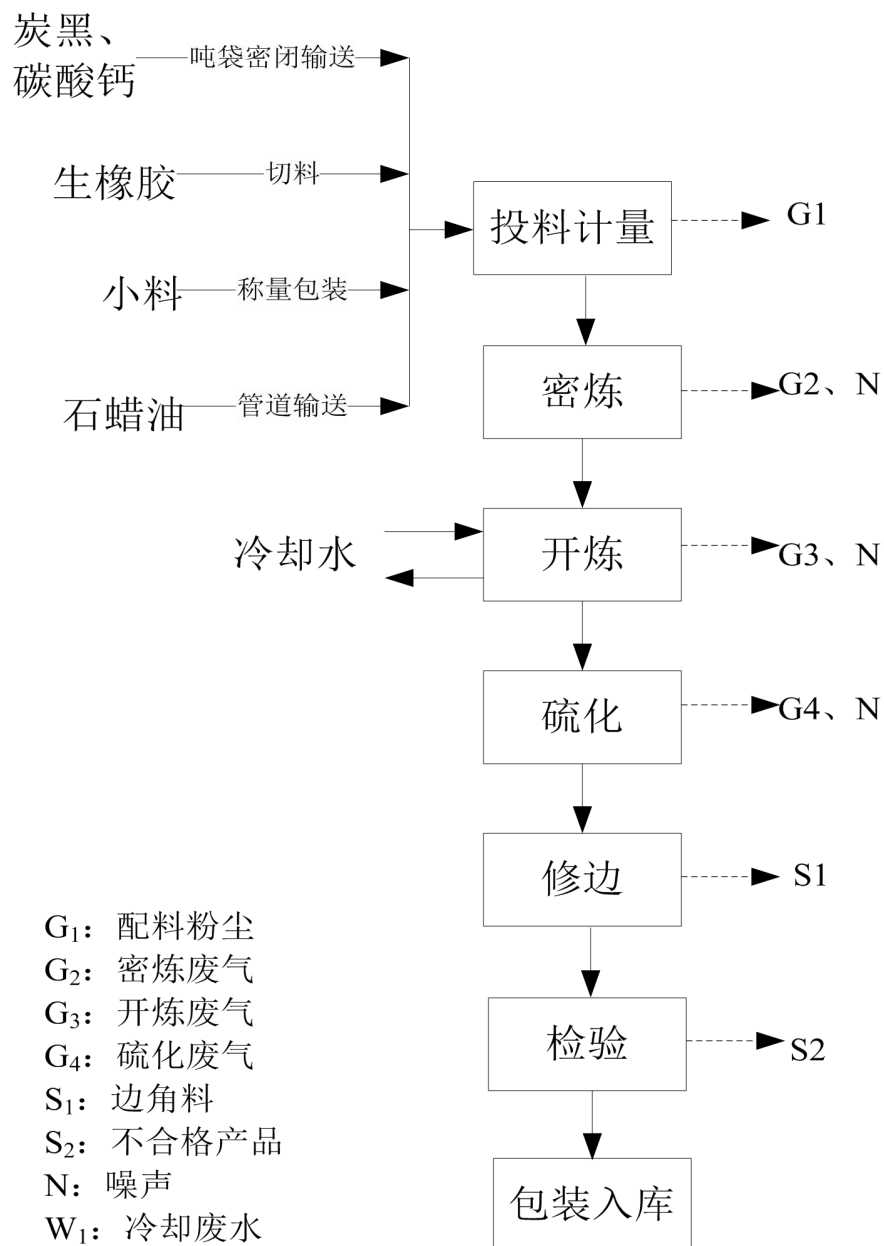 炭黑、
碳酸钙
吨袋密闭输送
生橡胶
切料
投料计量
G1
小料
称量包装
密炼
G2、N
石蜡油
管道输送
冷却水
开炼
G3、N
硫化
G4、N
修边
S1
检验
S2
包装入库
G₁：配料粉尘
G₂：密炼废气
G₃：开炼废气
G₄：硫化废气
S₁：边角料
S₂：不合格产品
N：噪声
W₁：冷却废水